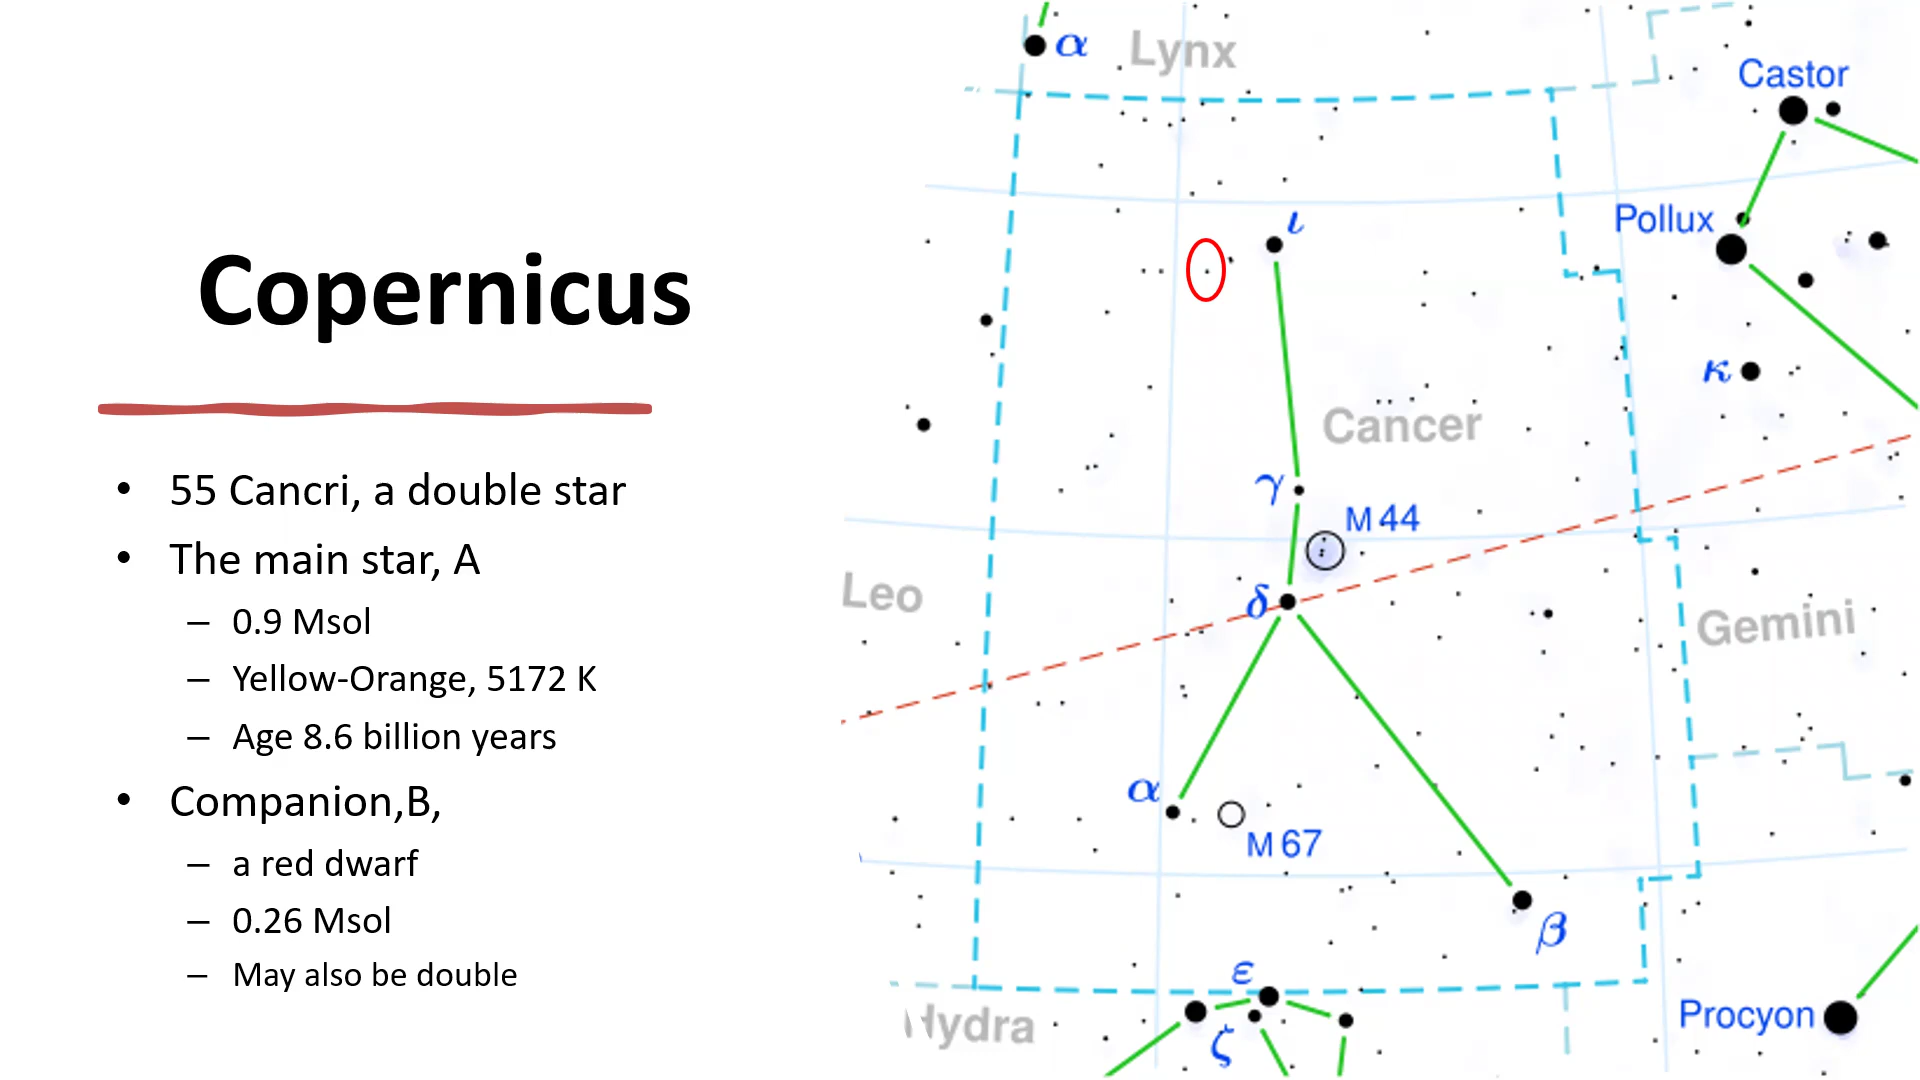 Copernicus
• 55 Cancri, a double star
• The main star, A
– 0.9 Msol
– Yellow-Orange, 5172 K
– Age 8.6 billion years
• Companion,B,
– a red dwarf
– 0.26 Msol
– May also be double
α
Lynx
Castor
Pollux
ι
κ
Cancer
γ
M 44
Leo
δ
Gemini
α
M 67
β
ε
Hydra
ζ
Procyon